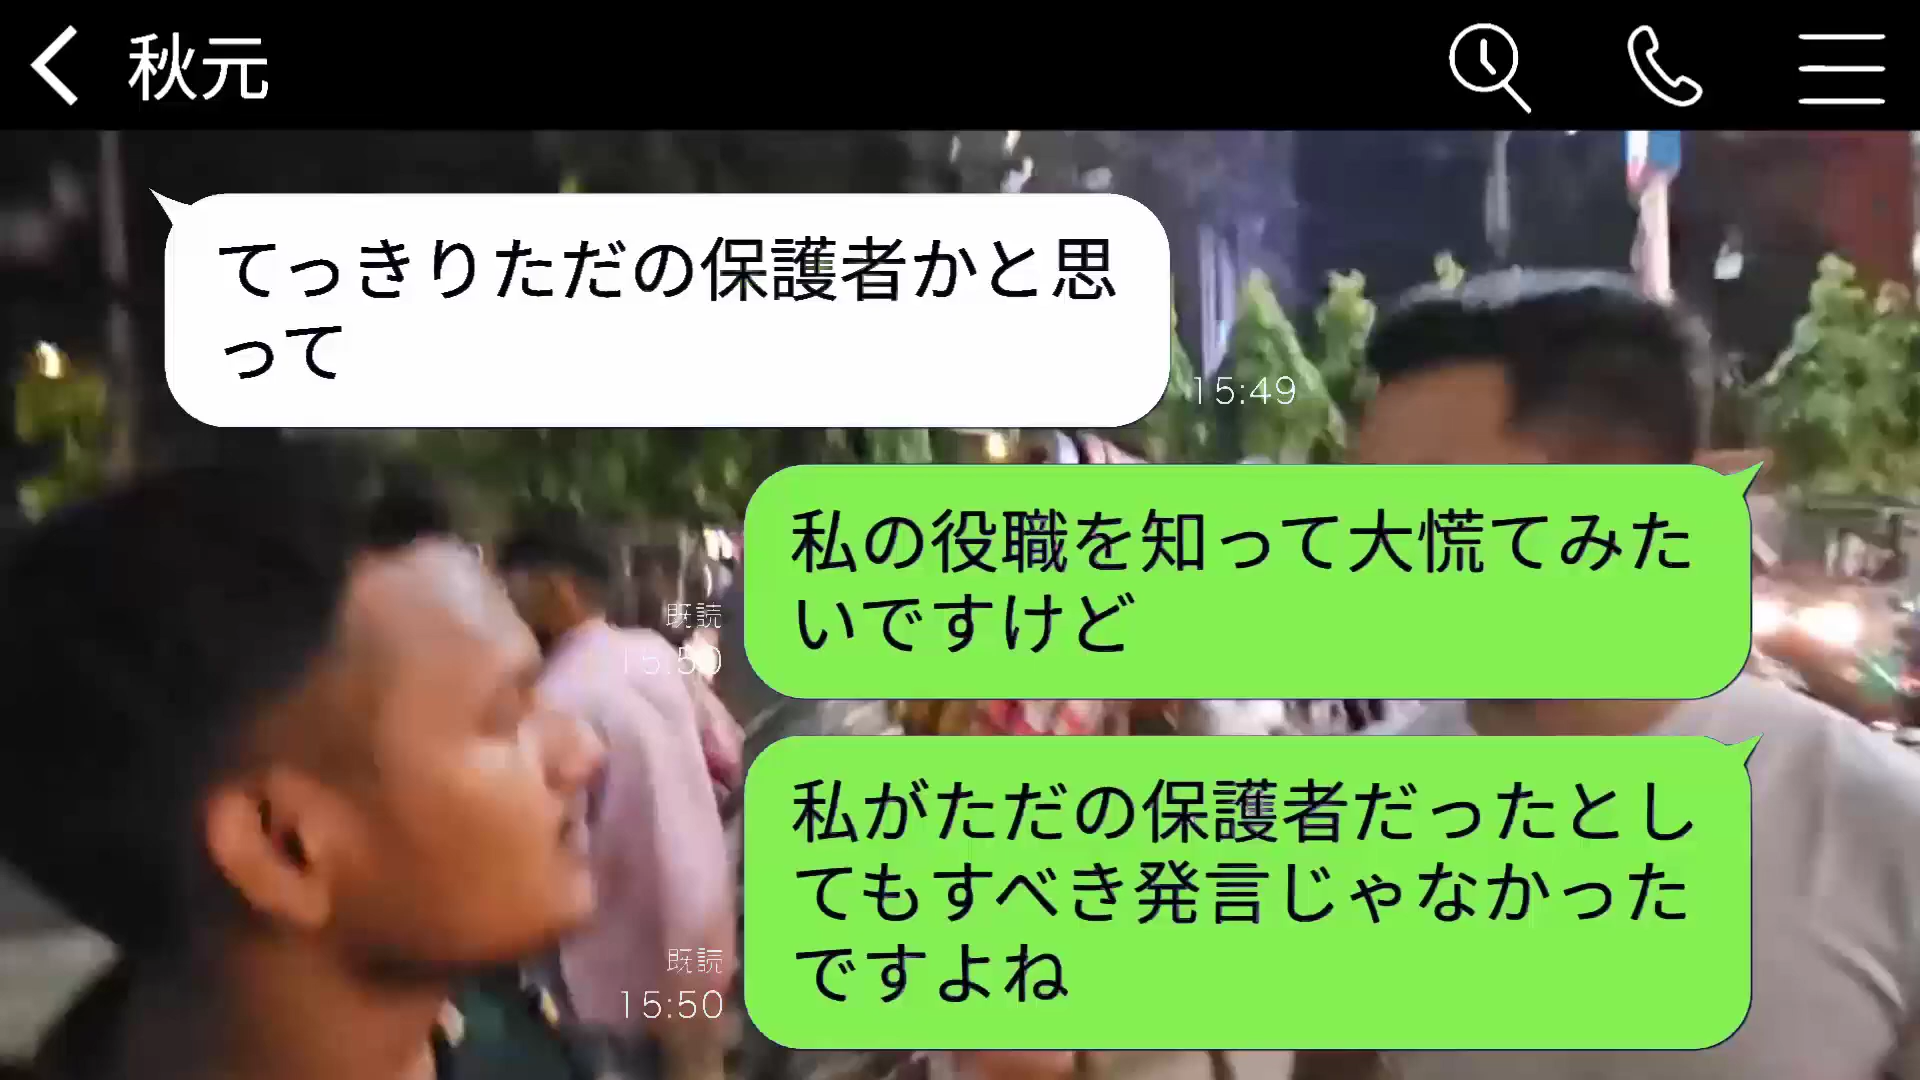 秋元
てっきりただの保護者かと思
って
15:49
私の役職を知って大慌てみた
いですけど
既読
15:50
私がただの保護者だったとし
てもすべき発言じゃなかった
ですよね
既読
15:50